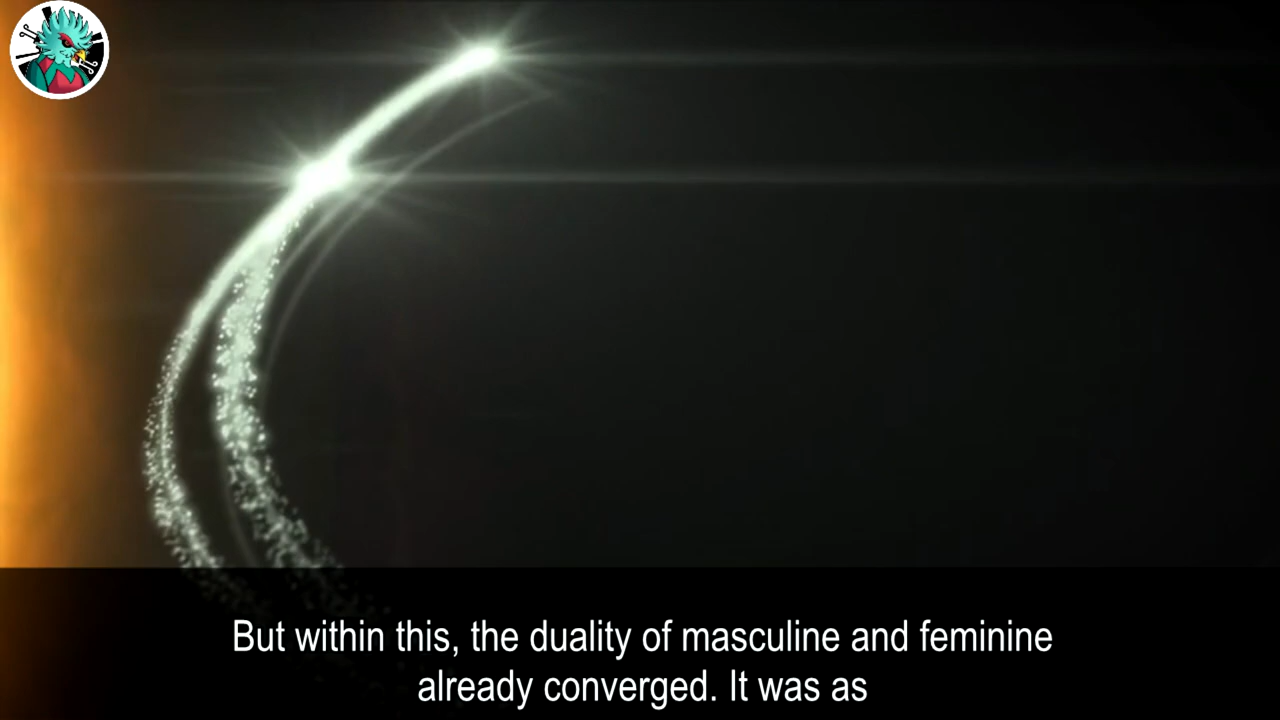 But within this, the duality of masculine and feminine
already converged. It was as